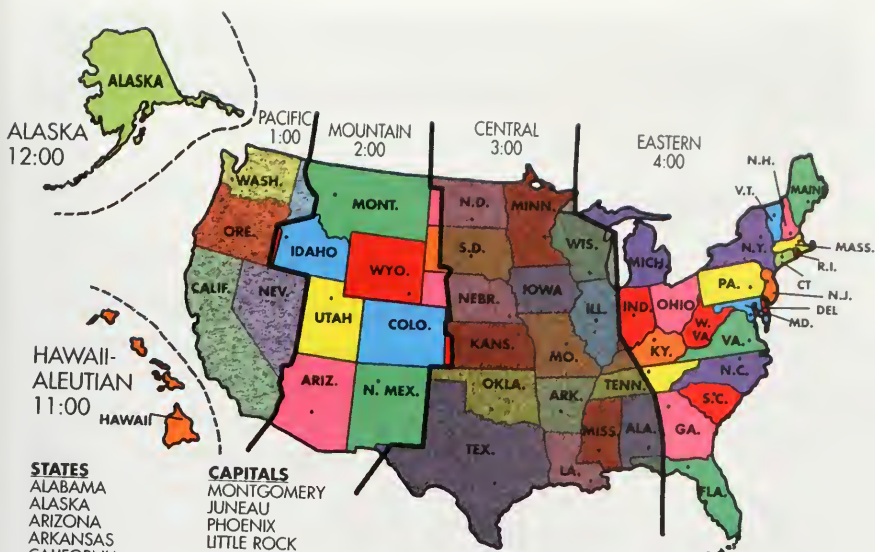 ALASKA
ALASKA
12:00
PACIFIC
1:00
MOUNTAIN
2:00
CENTRAL
3:00
EASTERN
4:00
N.H.
V.T.
MAIN
WASH.
MONT.
N.D.
MINN.
ORE.
IDAHO
S.D.
WIS.
MICH.
N.Y.
MASS.
R.I.
CT
WYO.
PA.
N.J.
DEL
MD.
CALIF.
NEV.
NEBR.
IOWA
UTAH
COLO.
ILL.
IND.
OHIO
W.
VA.
VA.
KANS.
MO.
KY.
N.C.
ARIZ.
N. MEX.
OKLA.
ARK.
TENN.
S.C.
TEX.
MISS.
ALA.
GA.
LA.
FLA.
HAWAII-
ALEUTIAN
11:00
HAWAII
STATES
ALABAMA
ALASKA
ARIZONA
ARKANSAS
CAPITALS
MONTGOMERY
JUNEAU
PHOENIX
LITTLE ROCK